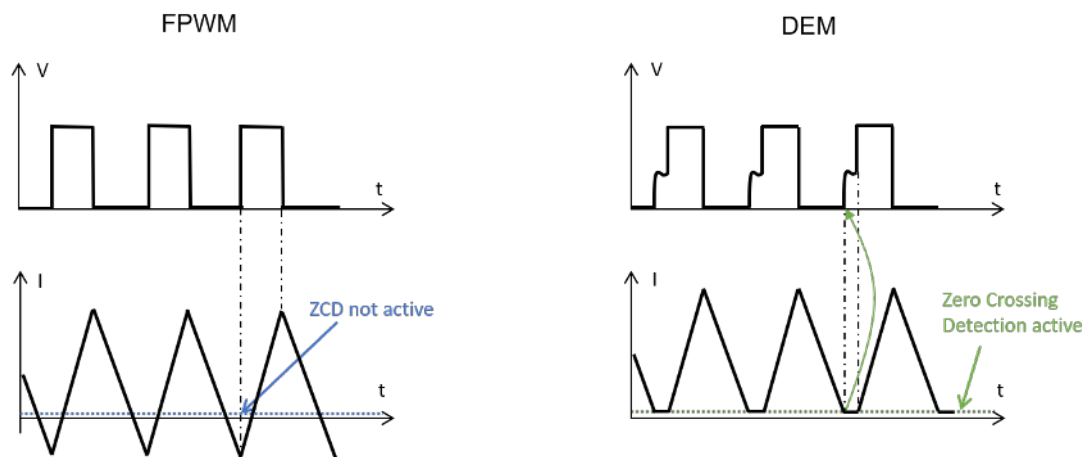 FPWM
V
t
I
ZCD not active
t
DEM
V
t
I
Zero Crossing
Detection active
t